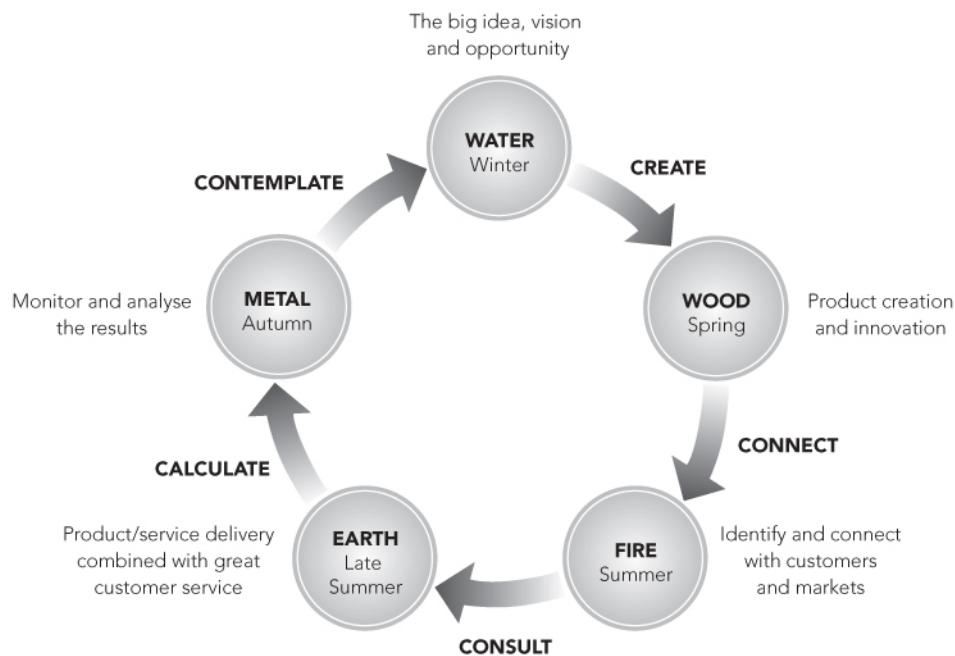 The big idea, vision
and opportunity
WATER
Winter
CREATE
CONTEMPLATE
WOOD
Spring
Product creation
and innovation
METAL
Autumn
Monitor and analyse
the results
CONNECT
CALCULATE
FIRE
Summer
Identify and connect
with customers
and markets
EARTH
Late
Summer
Product/service delivery
combined with great
customer service
CONSULT